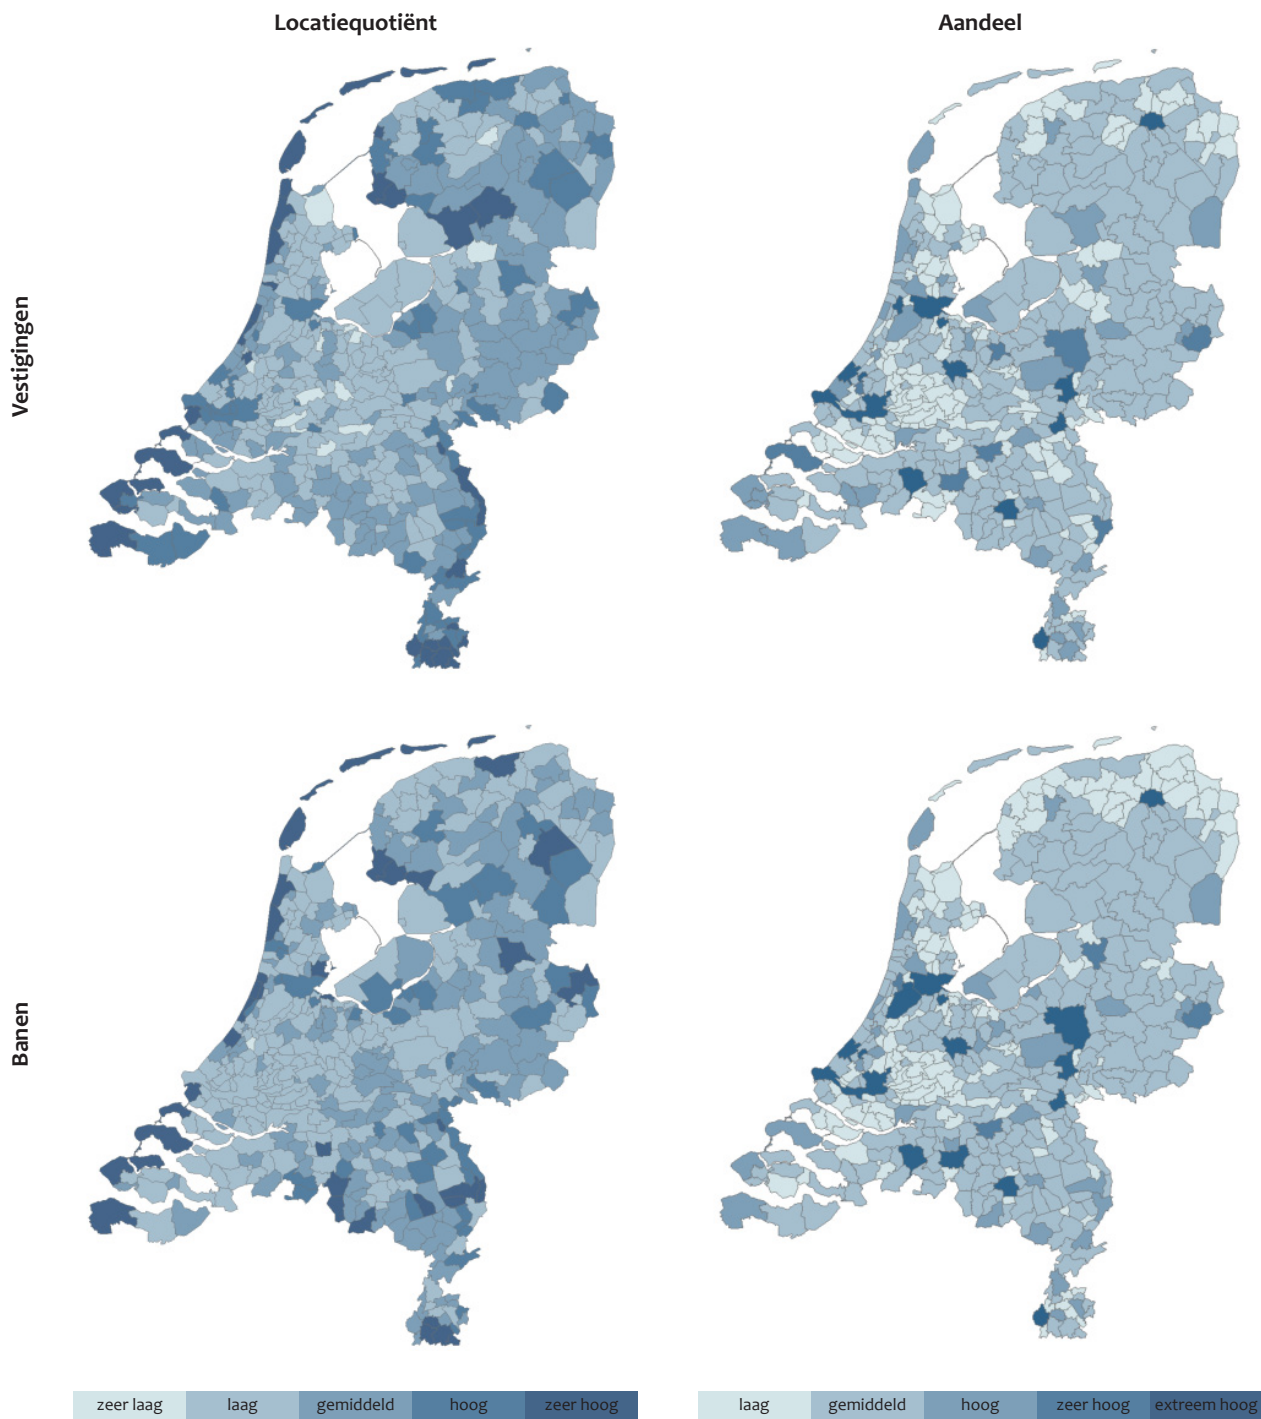 Locatiequotiënt
Aandeel
Vestigingen
Banen
zeer laag laag gemiddeld hoog zeer hoog
laag gemiddeld hoog zeer hoog extreem hoog